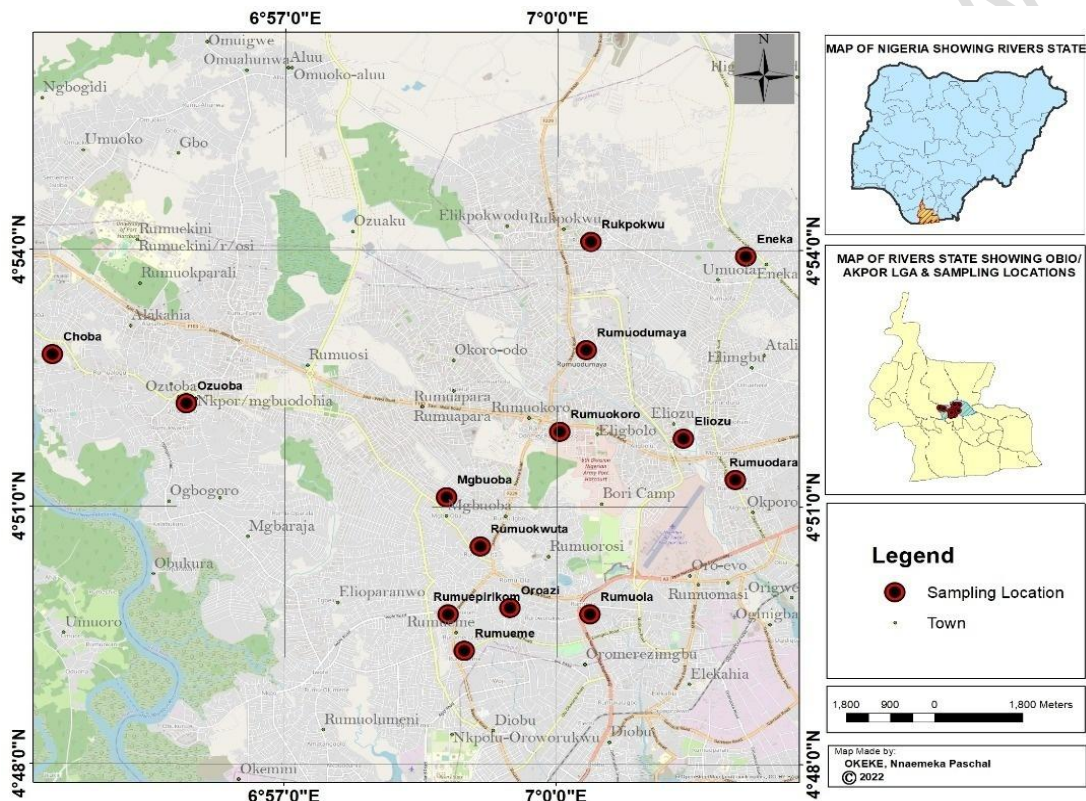 6°57'0"E
7°0'0"E
4°54'0"N
4°51'0"N
4°48'0"N
4°54'0"N
4°51'0"N
4°48'0"N
6°57'0"E
7°0'0"E
N
Omuigwe
Omuahunwa
Aluu
Omuoko-aluu
Ngbogidi
Umuoko
Gbo
Ozuaku
Elikpokwodu
Rukpokwu
Rukpokwu
Eneka
Umuola
Eneka
Rumuekini
Rumuekini/r/osi
Rumuokparali
Alakahia
Choba
Rumuosi
Okoro-odo
Rumuodumaya
Rumuodumaya
Elimgbu
Atali
Ozuoba
Ozuoba
Nkpor/mgbuodohia
Rumuapara
Rumuapara
Rumuokoro
Rumuokoro
Eligbolo
Eliozu
Eliozu
Rumuodara
Mgbuoba
Mgbuoba
Bori Camp
Okporo
Ogbogoro
Mgbaraja
Rumuokwuta
Rumuorosi
Obukura
Oro-evo
Rumuomasi
Origwe
Oginigba
Elioparanwo
Rumuepirikom
Oroazi
Rumuola
Umuoro
Rumueme
Rumueme
Oromerezimgbu
Elekahia
Rumuolumeni
Diobu
Nkpolu-Oroworukwu
Diobu
Okemini
MAP OF NIGERIA SHOWING RIVERS STATE
MAP OF RIVERS STATE SHOWING OBIO/
AKPOR LGA & SAMPLING LOCATIONS
Legend
Sampling Location
Town
1,800 900 0 1,800 Meters
Map Made by:
OKEKE, Nnaemeka Paschal
© 2022